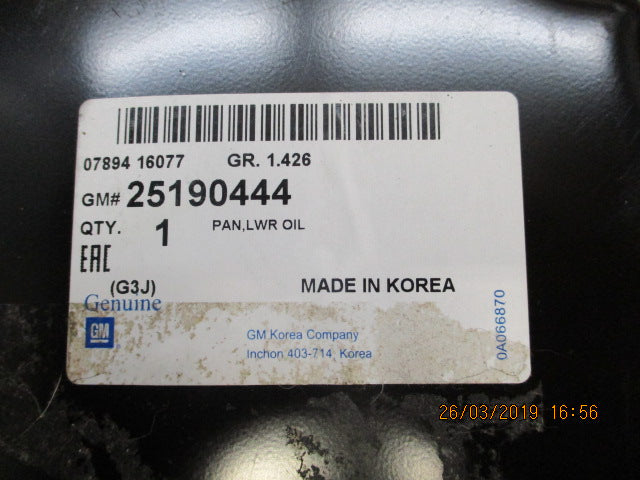 07894 16077 GR. 1.426
GM# 25190444
QTY. 1 PAN,LWR OIL
EAC
(G3J) MADE IN KOREA
Genuine
GM
GM Korea Company
Inchon 403-714, Korea
0A066870
26/03/2019 16:56